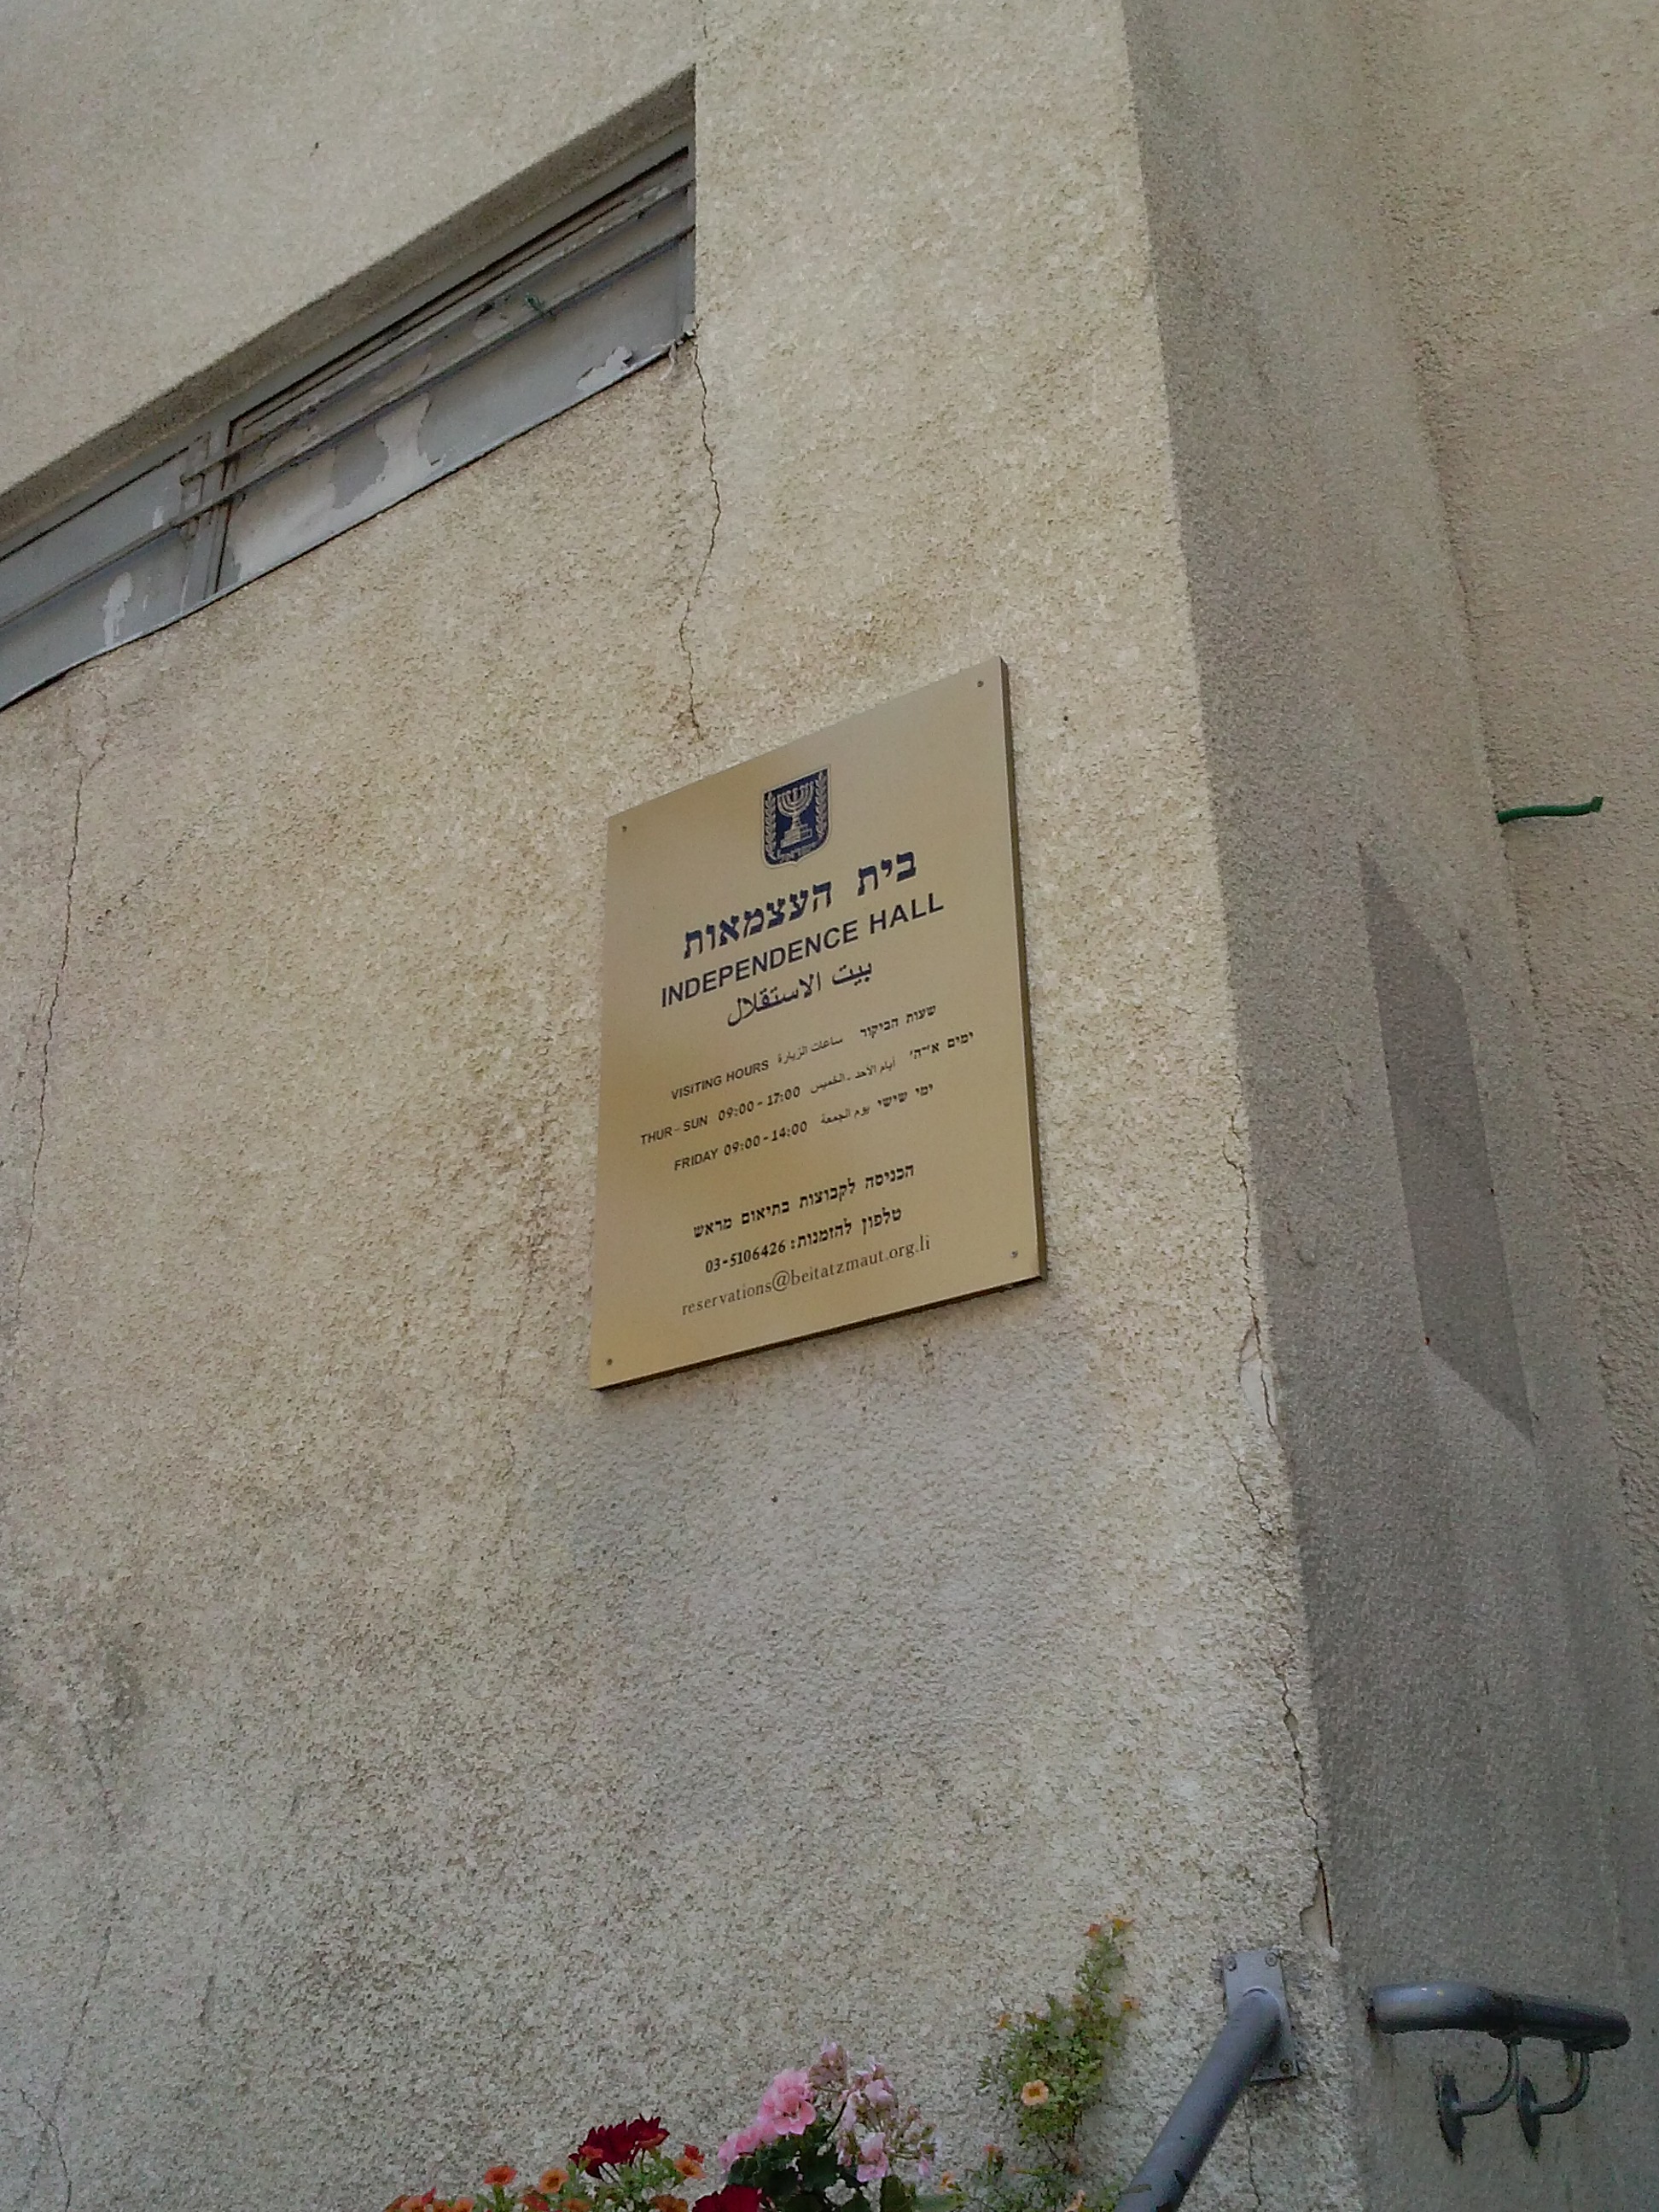 ישראל
בית העצמאות
INDEPENDENCE HALL
بيت الاستقلال
VISITING HOURS ساعات الزيارة שעות הביקור
THUR - SUN 09:00 - 17:00 أيام الأحد - الخميس ימים א'-ה'
FRIDAY 09:00 - 14:00 يوم الجمعة ימי שישי
הכניסה לקבוצות בתיאום מראש
טלפון להזמנות: 03-5106426
reservations@beitatzmaut.org.li